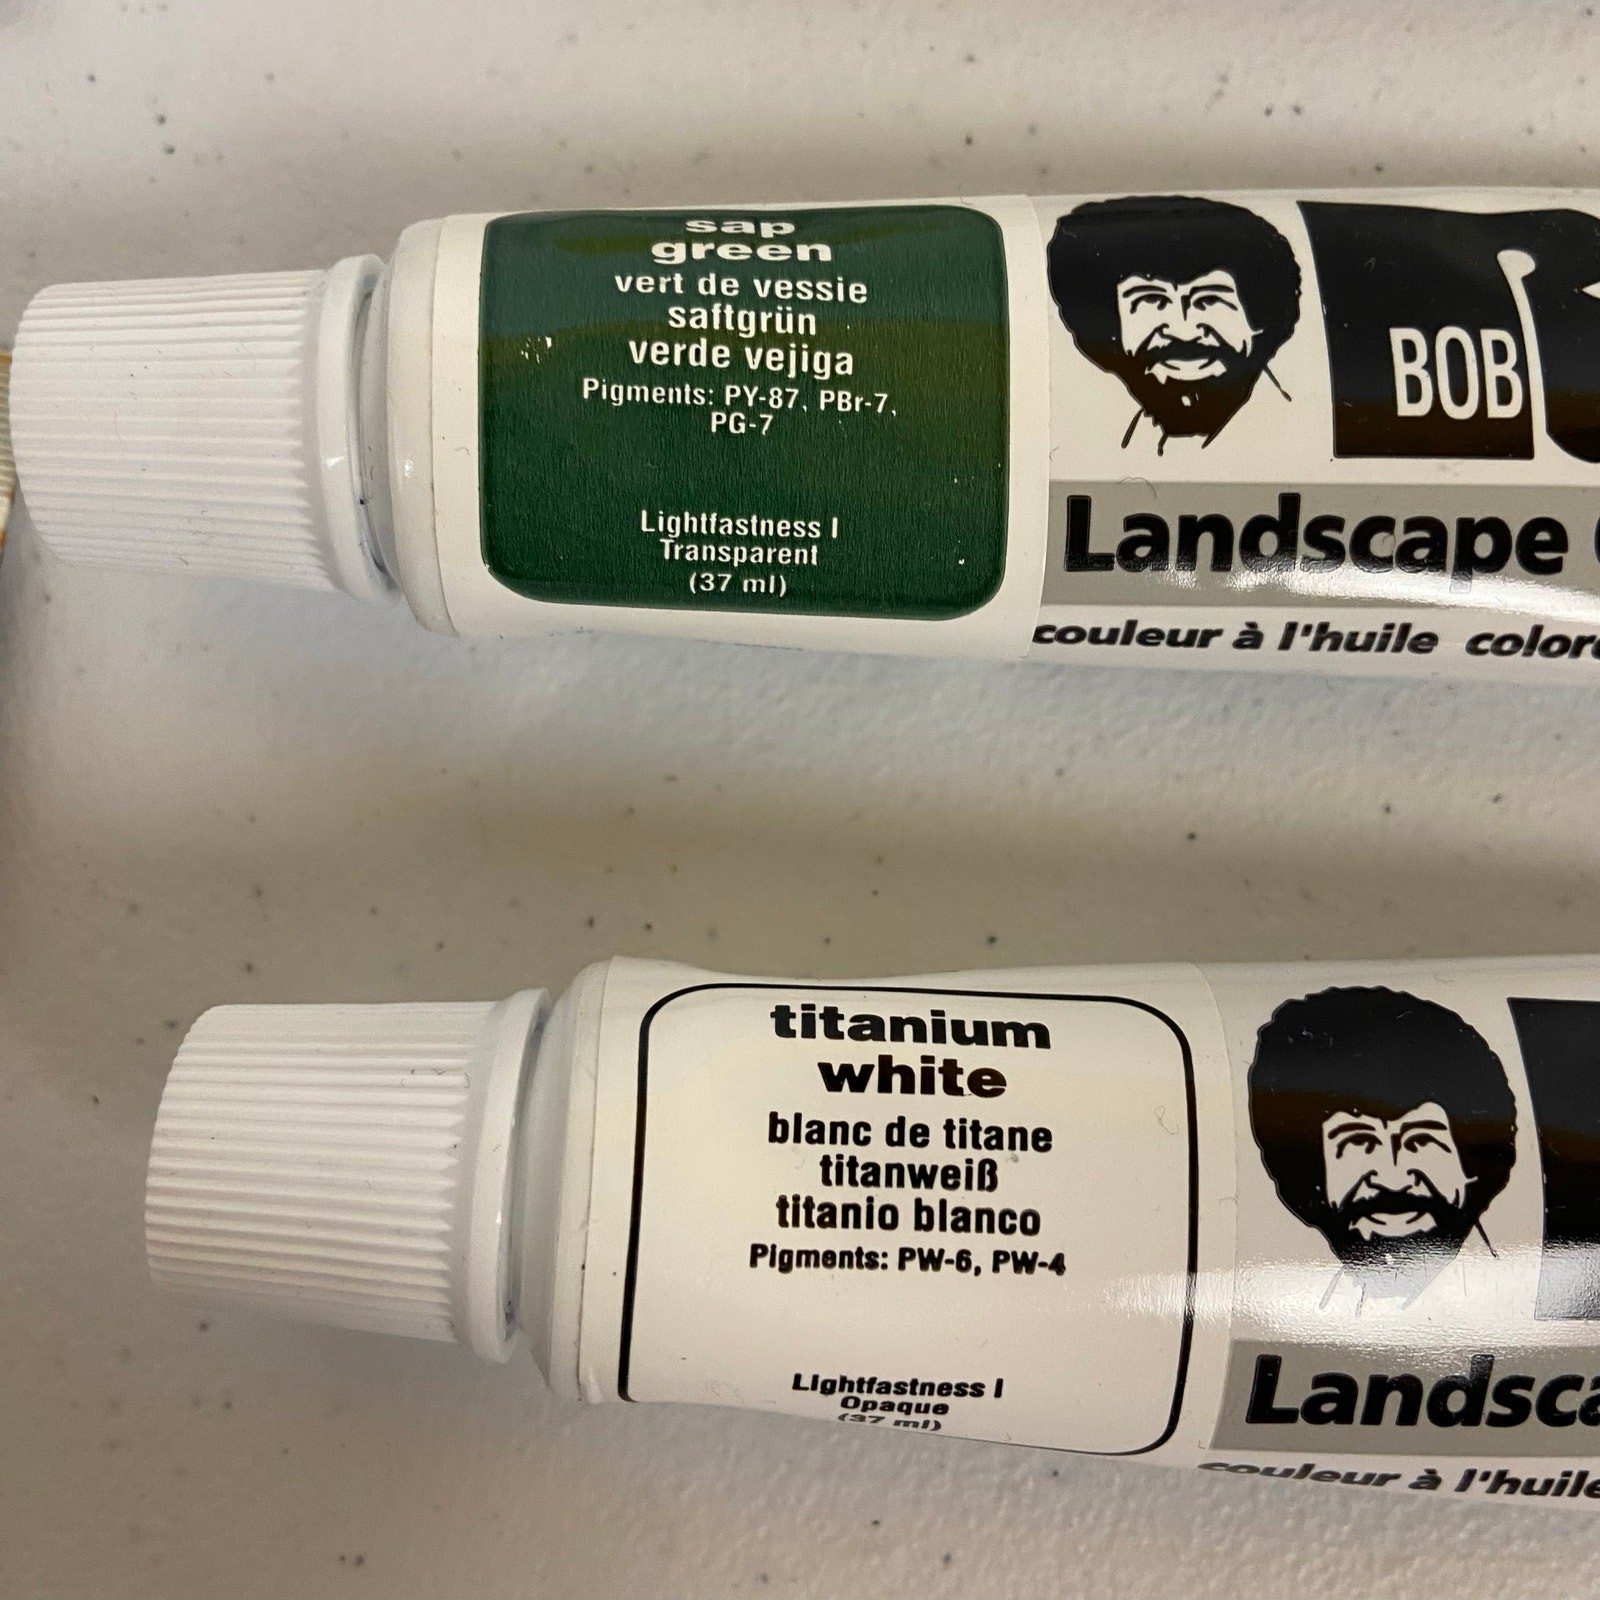 sap
green
vert de vessie
saftgrün
verde vejiga
Pigments: PY-87, PBr-7,
PG-7
Lightfastness I
Transparent
(37 ml)
BOB
Landscape
couleur à l'huile
titanium
white
blanc de titane
titanweiß
titanio blanco
Pigments: PW-6, PW-4
Lightfastness I
Opaque
(37 ml)
couleur à l'huile